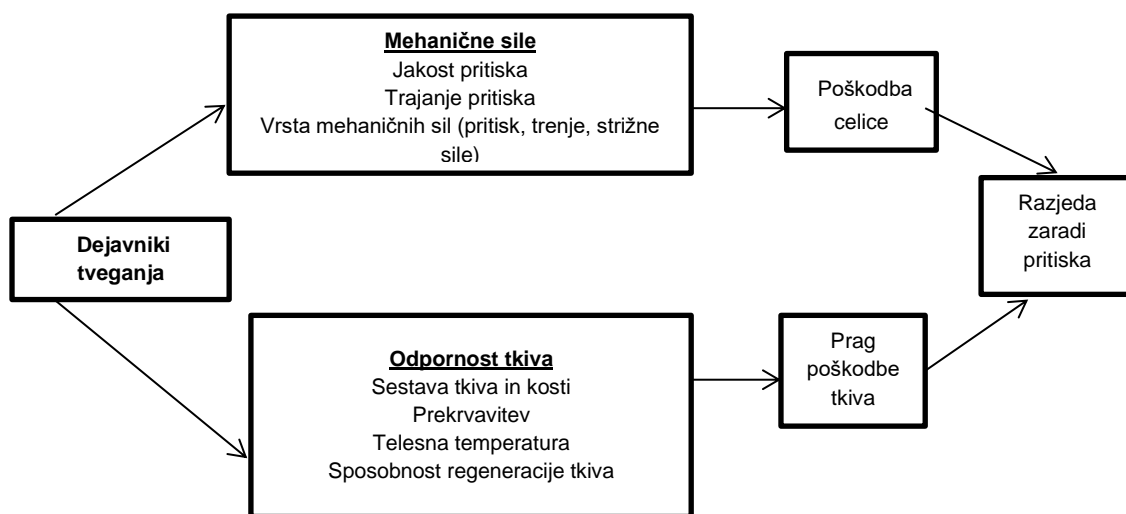 Mehanične sile
Jakost pritiska
Trajanje pritiska
Vrsta mehaničnih sil (pritisk, trenje, strižne
sile)
Poškodba
celice
Dejavniki
tveganja
Razjeda
zaradi
pritiska
Odpornost tkiva
Sestava tkiva in kosti
Prekrvavitev
Telesna temperatura
Sposobnost regeneracije tkiva
Prag
poškodbe
tkiva